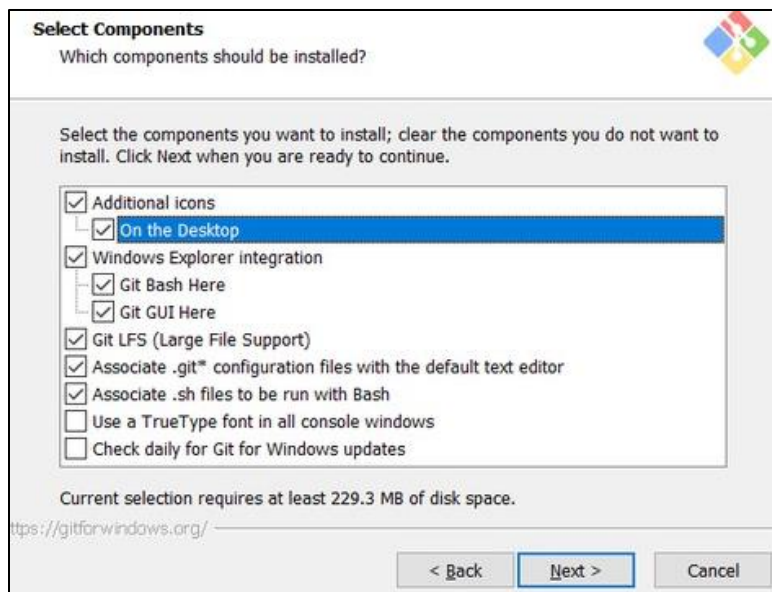 Select Components
Which components should be installed?
Select the components you want to install; clear the components you do not want to
install. Click Next when you are ready to continue.
Additional icons
On the Desktop
Windows Explorer integration
Git Bash Here
Git GUI Here
Git LFS (Large File Support)
Associate .git* configuration files with the default text editor
Associate .sh files to be run with Bash
Use a TrueType font in all console windows
Check daily for Git for Windows updates
Current selection requires at least 229.3 MB of disk space.
ttps://gitforwindows.org/
< Back Next > Cancel